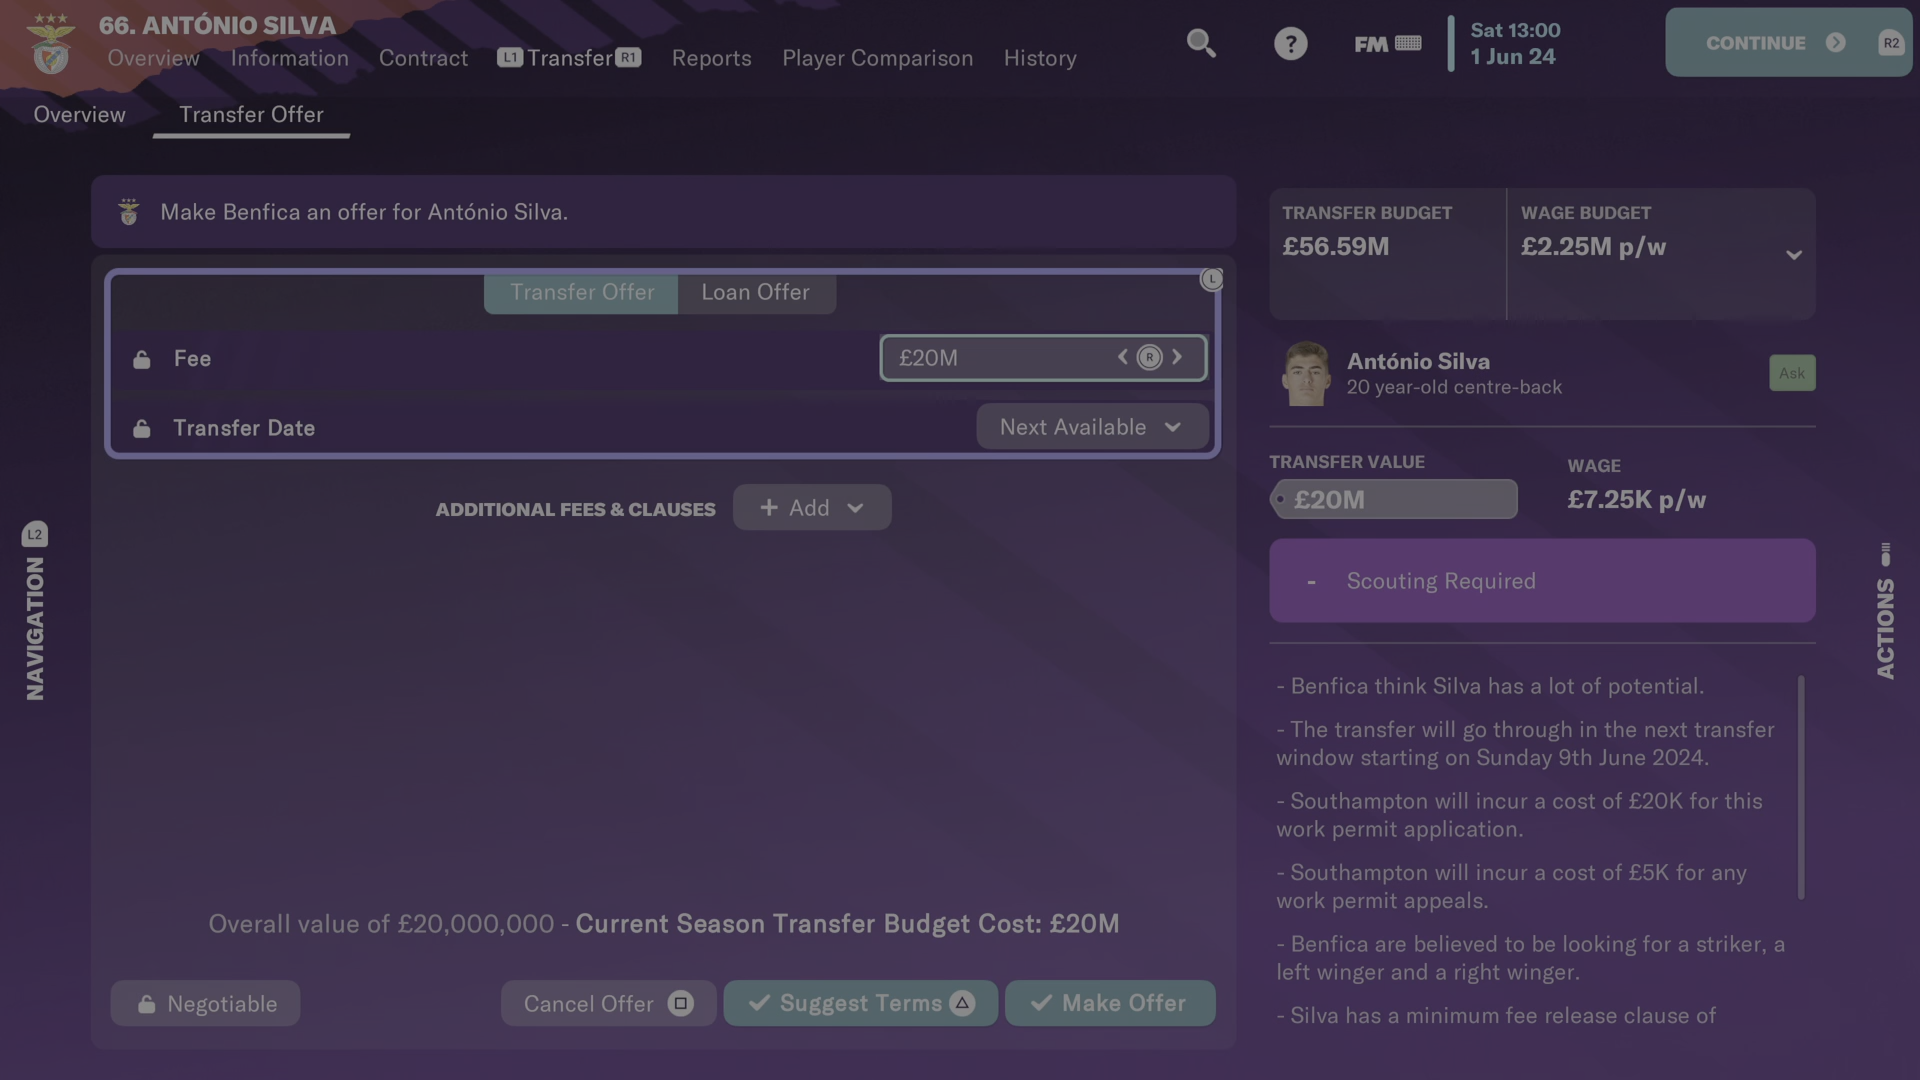 66. ANTÓNIO SILVA
Overview Information Contract L1 Transfer R1 Reports Player Comparison History
? FM Sat 13:00
1 Jun 24
CONTINUE R2
Overview Transfer Offer
Make Benfica an offer for António Silva.
Transfer Offer Loan Offer L
Fee £20M R
Transfer Date Next Available
ADDITIONAL FEES & CLAUSES + Add
Overall value of £20,000,000 - Current Season Transfer Budget Cost: £20M
Negotiable Cancel Offer Suggest Terms Make Offer
NAVIGATION L2
TRANSFER BUDGET
£56.59M
WAGE BUDGET
£2.25M p/w
António Silva
20 year-old centre-back
Ask
TRANSFER VALUE
£20M
WAGE
£7.25K p/w
- Scouting Required
- Benfica think Silva has a lot of potential.
- The transfer will go through in the next transfer
window starting on Sunday 9th June 2024.
- Southampton will incur a cost of £20K for this
work permit application.
- Southampton will incur a cost of £5K for any
work permit appeals.
- Benfica are believed to be looking for a striker, a
left winger and a right winger.
- Silva has a minimum fee release clause of
ACTIONS